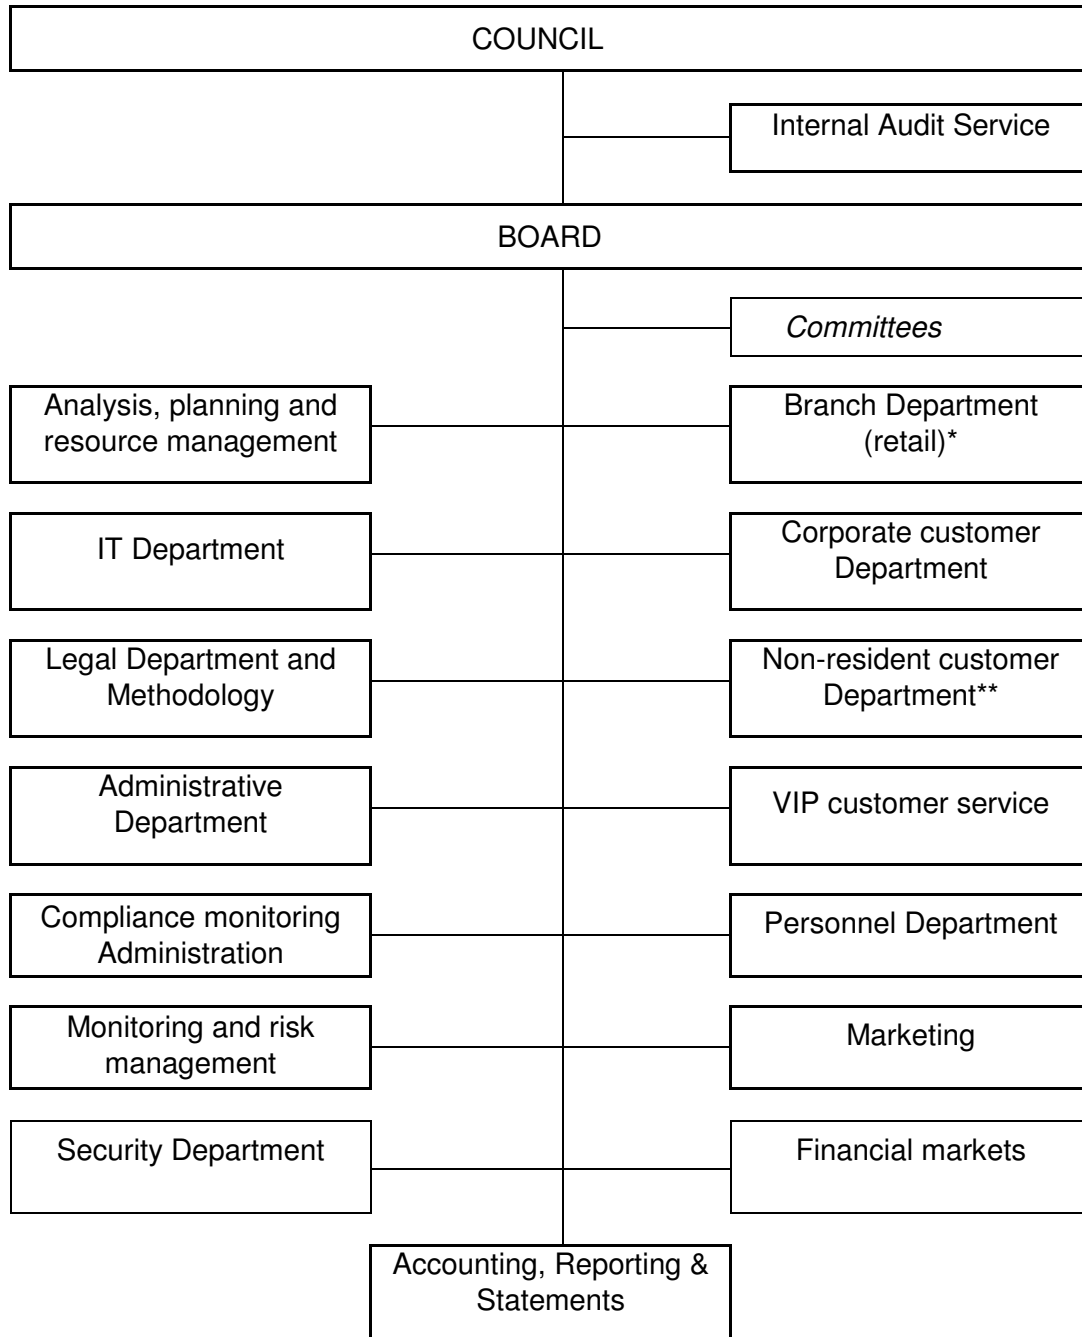 COUNCIL
Internal Audit Service
BOARD
Committees
Analysis, planning and
resource management
Branch Department
(retail)*
IT Department
Corporate customer
Department
Legal Department and
Methodology
Non-resident customer
Department**
Administrative
Department
VIP customer service
Compliance monitoring
Administration
Personnel Department
Monitoring and risk
management
Marketing
Security Department
Financial markets
Accounting, Reporting &
Statements